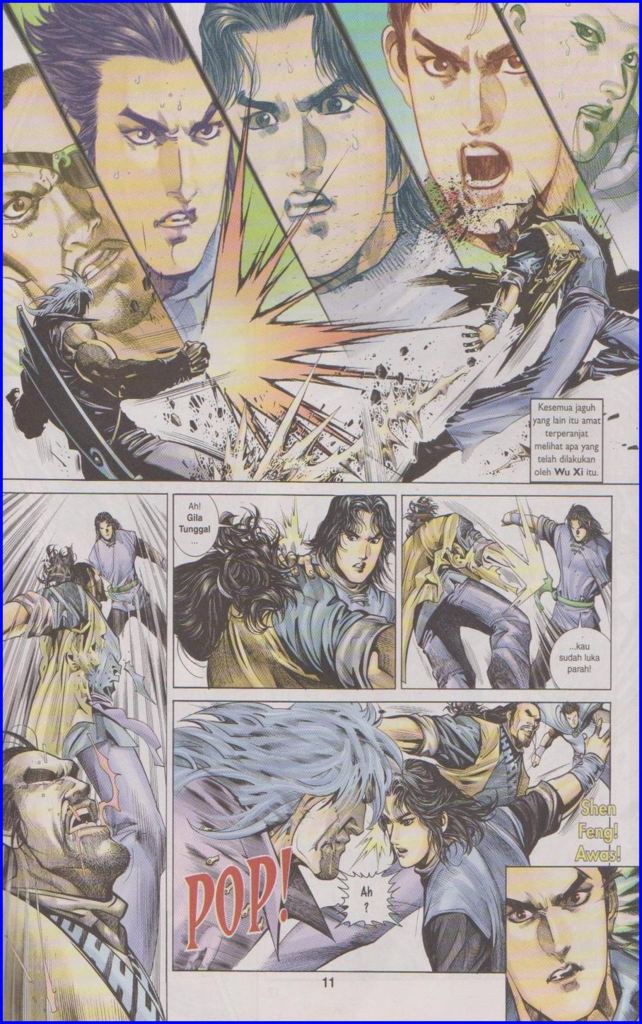 Kesemua jaguh
yang lain itu amat
terperanjat
melihat apa yang
telah dilakukan
oleh Wu Xi itu.
Ah!
Gila
Tunggal
...
...kau
sudah luka
parah!
POP!
Ah
?
Shen
Feng!
Awas!
11